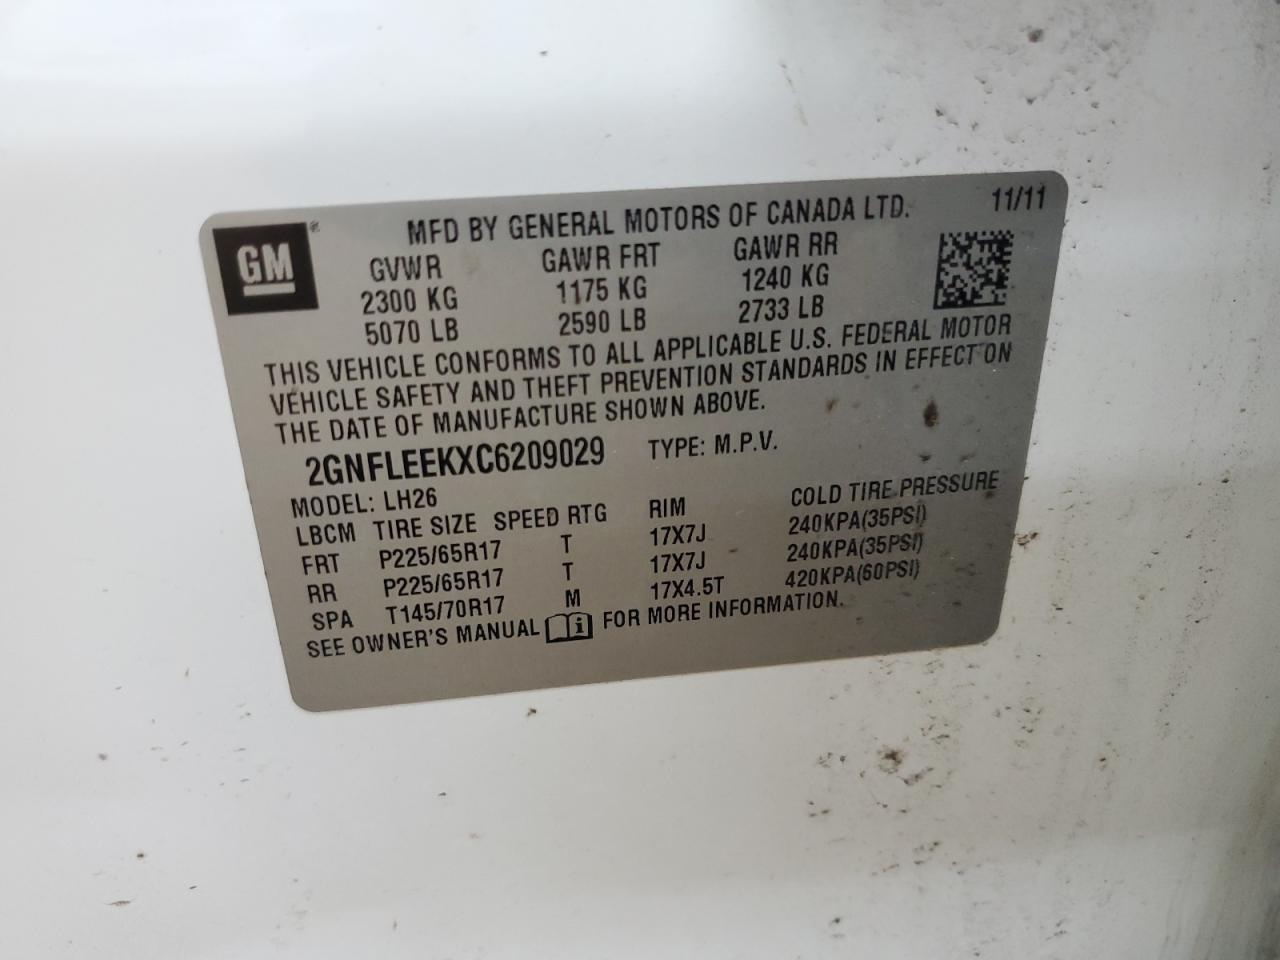 MFD BY GENERAL MOTORS OF CANADA LTD. 11/11
GM ®
GVWR GAWR FRT GAWR RR
2300 KG 1175 KG 1240 KG
5070 LB 2590 LB 2733 LB
THIS VEHICLE CONFORMS TO ALL APPLICABLE U.S. FEDERAL MOTOR
VEHICLE SAFETY AND THEFT PREVENTION STANDARDS IN EFFECT ON
THE DATE OF MANUFACTURE SHOWN ABOVE.
2GNFLEEKXC6209029 TYPE: M.P.V.
MODEL: LH26
LBCM TIRE SIZE SPEED RTG RIM COLD TIRE PRESSURE
FRT P225/65R17 T 17X7J 240KPA(35PSI)
RR P225/65R17 T 17X7J 240KPA(35PSI)
SPA T145/70R17 M 17X4.5T 420KPA(60PSI)
SEE OWNER'S MANUAL i FOR MORE INFORMATION.